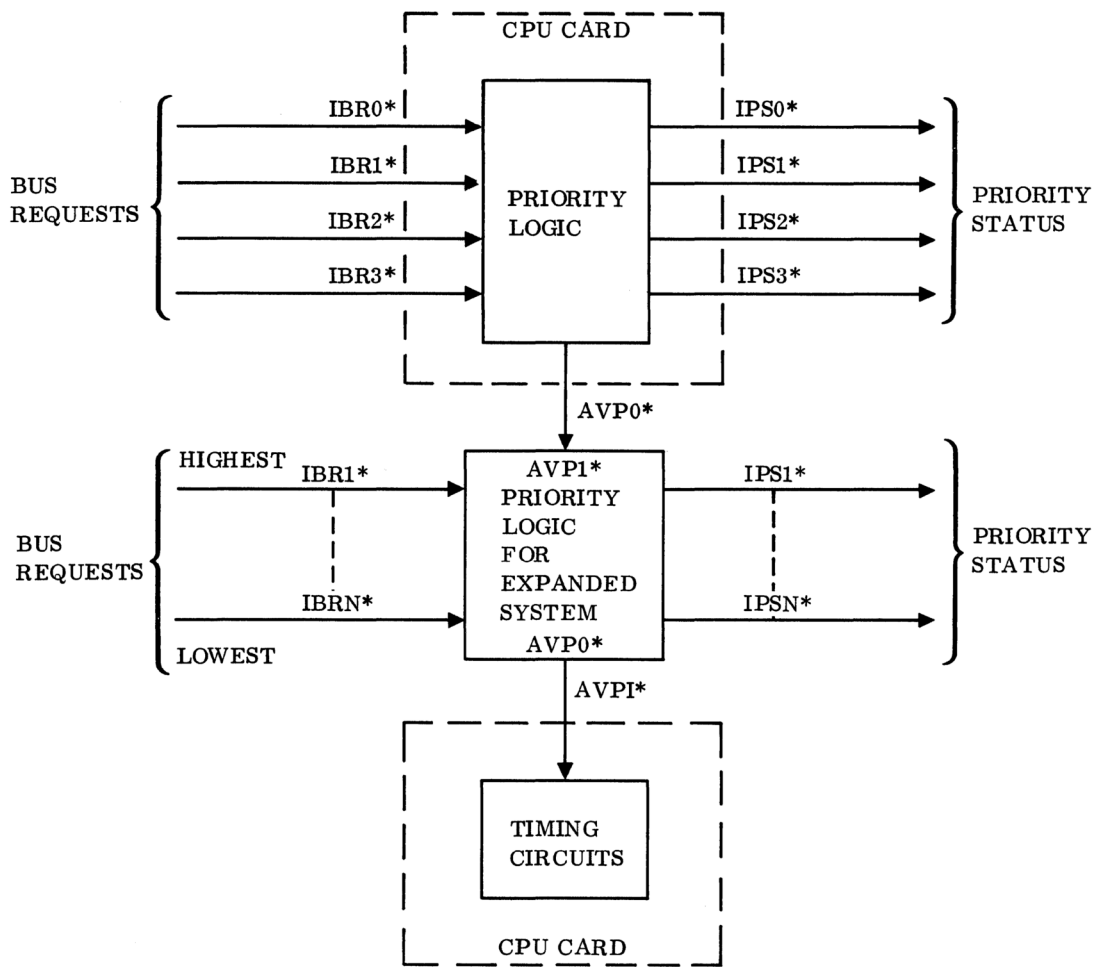 CPU CARD
BUS
REQUESTS
IBR0*
IBR1*
IBR2*
IBR3*
PRIORITY
LOGIC
IPS0*
IPS1*
IPS2*
IPS3*
PRIORITY
STATUS
AVP0*
BUS
REQUESTS
HIGHEST
IBR1*
IBRN*
LOWEST
AVP1*
PRIORITY
LOGIC
FOR
EXPANDED
SYSTEM
AVP0*
IPS1*
IPSN*
PRIORITY
STATUS
AVPI*
TIMING
CIRCUITS
CPU CARD